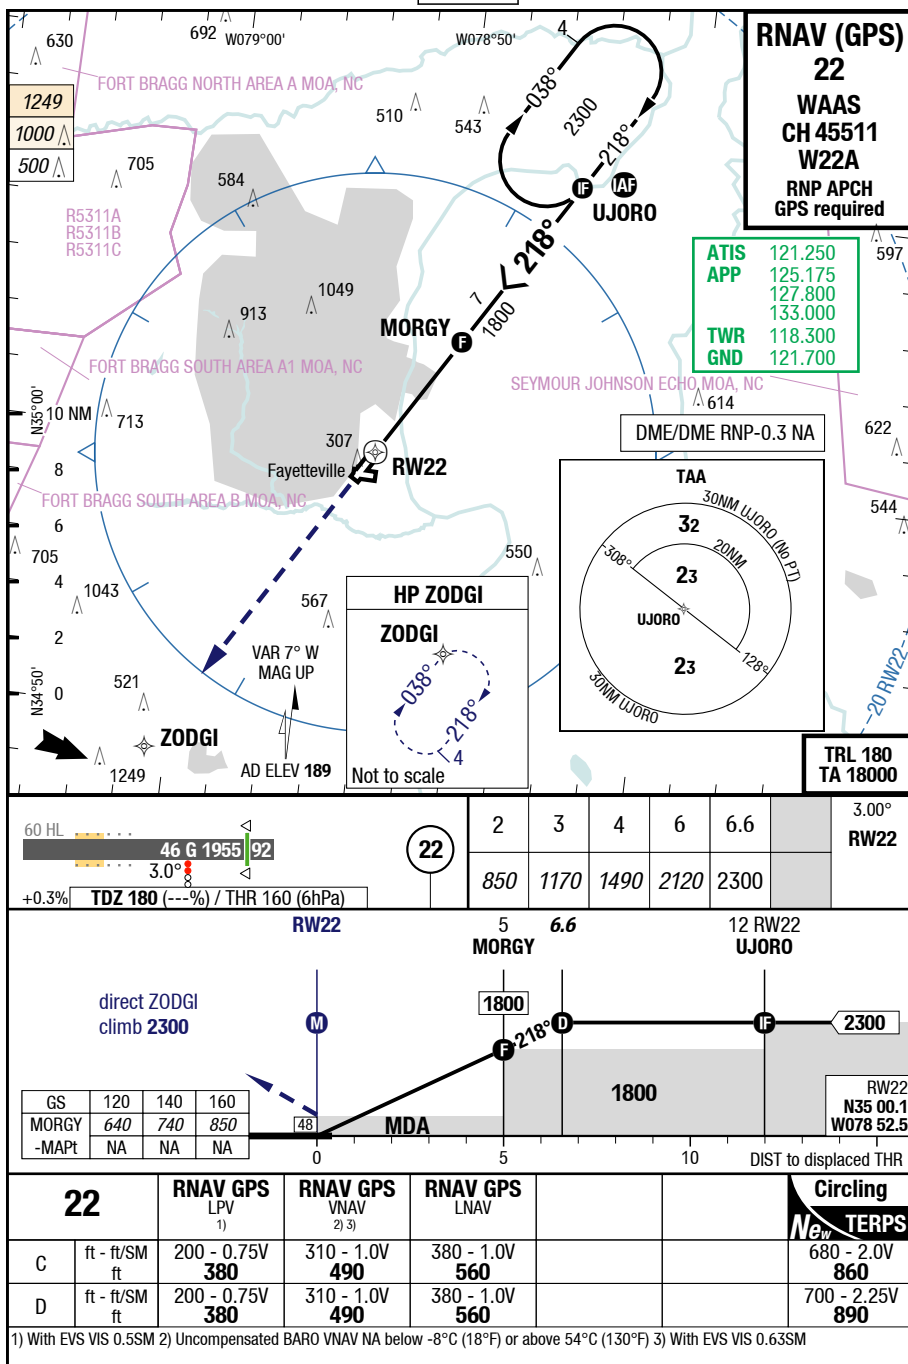 RNAV (GPS)
22
WAAS
CH 45511
W22A
RNP APCH
GPS required
630
692
W079°00'
W078°50'
4
038°
2300
218°
FORT BRAGG NORTH AREA A MOA, NC
1249
1000
500
510
543
705
584
IF
IAF
UJORO
R5311A
R5311B
R5311C
218°
597
ATIS 121.250
APP 125.175
127.800
133.000
TWR 118.300
GND 121.700
1049
913
7
1800
MORGY
F
FORT BRAGG SOUTH AREA A1 MOA, NC
SEYMOUR JOHNSON ECHO MOA, NC
N35°00'
10 NM
713
614
622
DME/DME RNP-0.3 NA
307
8
Fayetteville
RW22
FORT BRAGG SOUTH AREA B MOA, NC
6
705
544
550
4
1043
567
2
N34°50'
0
521
ZODGI
1249
VAR 7° W
MAG UP
AD ELEV 189
HP ZODGI
ZODGI
038°
218°
4
Not to scale
TAA
30NM UJORO (No PT)
32
308°
20NM
23
UJORO
128°
23
30NM UJORO
20 RW22
TRL 180
TA 18000
60 HL
46 G 1955 92
3.0°
+0.3%
TDZ 180 (---%) / THR 160 (6hPa)
22
2 3 4 6 6.6
850 1170 1490 2120 2300
3.00°
RW22
RW22
5
MORGY
6.6
12 RW22
UJORO
direct ZODGI
climb 2300
M
1800
F
218°
D
IF
2300
1800
MDA
48
GS 120 140 160
MORGY 640 740 850
-MAPt NA NA NA
RW22
N35 00.1
W078 52.5
0 5 10 DIST to displaced THR
22
RNAV GPS
LPV
1)
RNAV GPS
VNAV
2) 3)
RNAV GPS
LNAV
Circling
New TERPS
C ft - ft/SM 200 - 0.75V 310 - 1.0V 380 - 1.0V 680 - 2.0V
ft 380 490 560 860
D ft - ft/SM 200 - 0.75V 310 - 1.0V 380 - 1.0V 700 - 2.25V
ft 380 490 560 890
1) With EVS VIS 0.5SM 2) Uncompensated BARO VNAV NA below -8°C (18°F) or above 54°C (130°F) 3) With EVS VIS 0.63SM